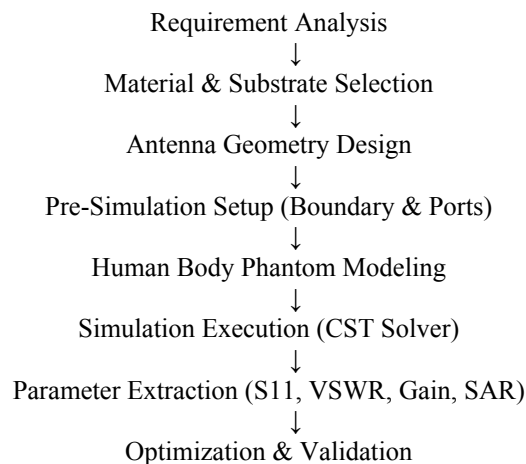 Requirement Analysis
↓
Material & Substrate Selection
↓
Antenna Geometry Design
↓
Pre-Simulation Setup (Boundary & Ports)
↓
Human Body Phantom Modeling
↓
Simulation Execution (CST Solver)
↓
Parameter Extraction (S11, VSWR, Gain, SAR)
↓
Optimization & Validation